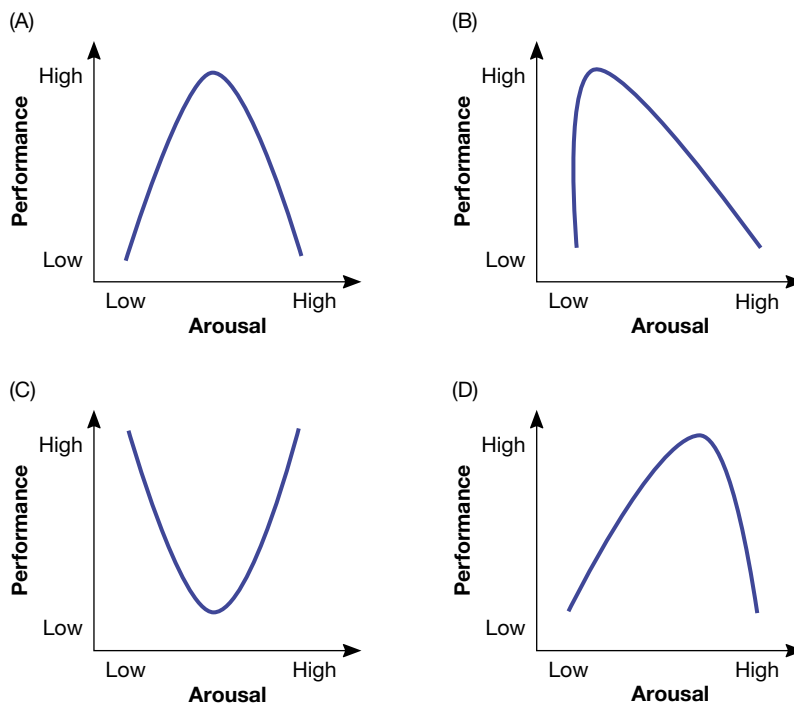 (A)
High
Performance
Low
Low
High
Arousal
(B)
High
Performance
Low
Low
High
Arousal
(C)
High
Performance
Low
Low
High
Arousal
(D)
High
Performance
Low
Low
High
Arousal